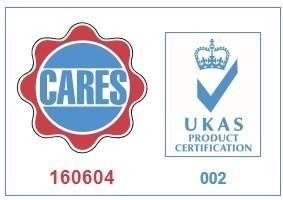 CARES
160604
UKAS
PRODUCT
CERTIFICATION
002